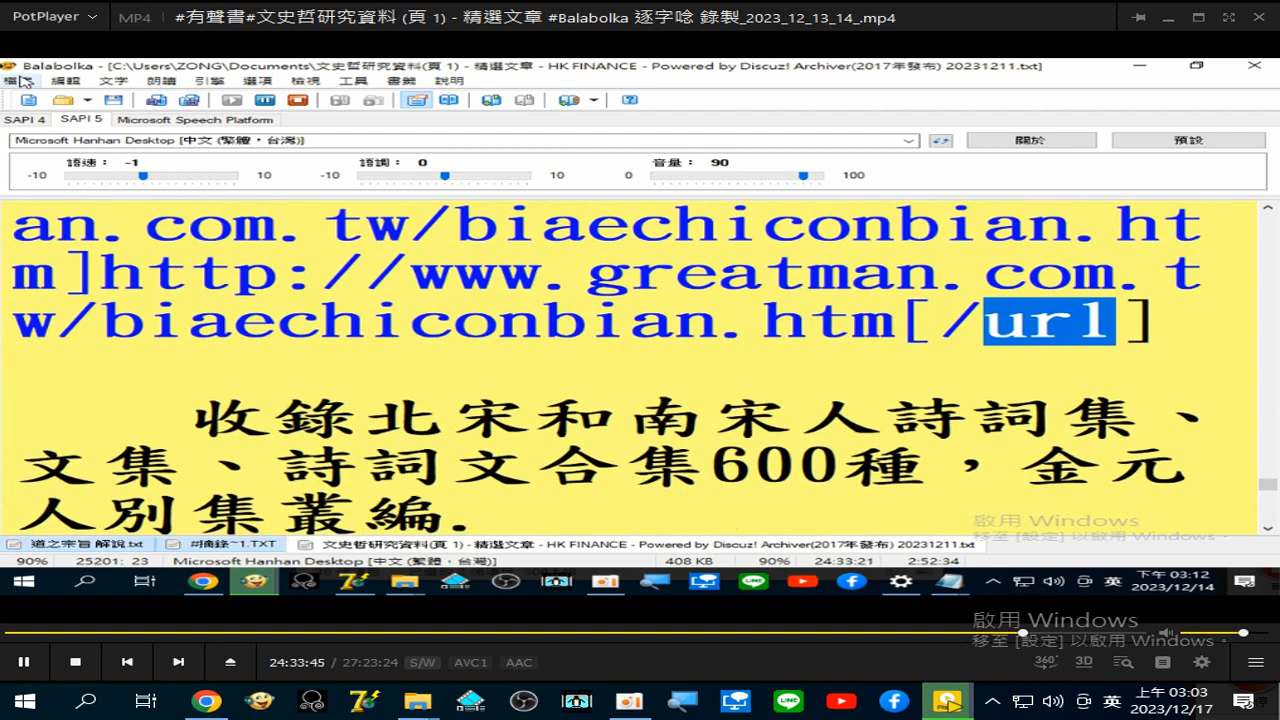 PotPlayer MP4 #有聲書#文史哲研究資料 (頁 1) - 精選文章 #Balabolka 逐字唸 錄製_2023_12_13_14_.mp4
Balabolka - [C:\Users\ZONG\Documents\文史哲研究資料(頁 1) - 精選文章 - HK FINANCE - Powered by Discuz! Archiver(2017年發布) 20231211.txt]
檔案 編輯 文字 朗讀 引擎 選項 檢視 工具 書籤 說明
SAPI 4 SAPI 5 Microsoft Speech Platform
Microsoft Hanhan Desktop [中文 (繁體，台灣)] 關於 預設
語速： -1 語調： 0 音量： 90
-10 10 -10 10 0 100
an.com.tw/biaechiconbian.ht
m]http://www.greatman.com.t
w/biaechiconbian.htm[/url]
收錄北宋和南宋人詩詞集、
文集、詩詞文合集600種，金元
人別集叢編.
啟用 Windows
移至 [設定] 以啟用 Windows。
道之宗旨 解說.txt #摘錄~1.TXT 文史哲研究資料(頁 1) - 精選文章 - HK FINANCE - Powered by Discuz! Archiver(2017年發布) 20231211.txt
90% 25201: 23 Microsoft Hanhan Desktop [中文 (繁體，台灣)] 408 KB 90% 24:33:21 2:52:34
英 下午 03:12
2023/12/14
啟用 Windows
移至 [設定] 以啟用 Windows。
24:33:45 / 27:23:24 S/W AVC1 AAC 360° 3D
英 上午 03:03
2023/12/17